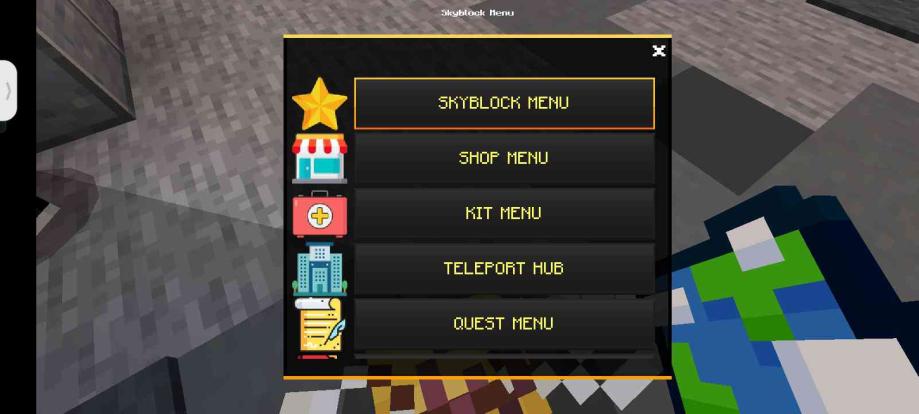 Skyblock Menu
SKYBLOCK MENU
SHOP MENU
KIT MENU
TELEPORT HUB
QUEST MENU